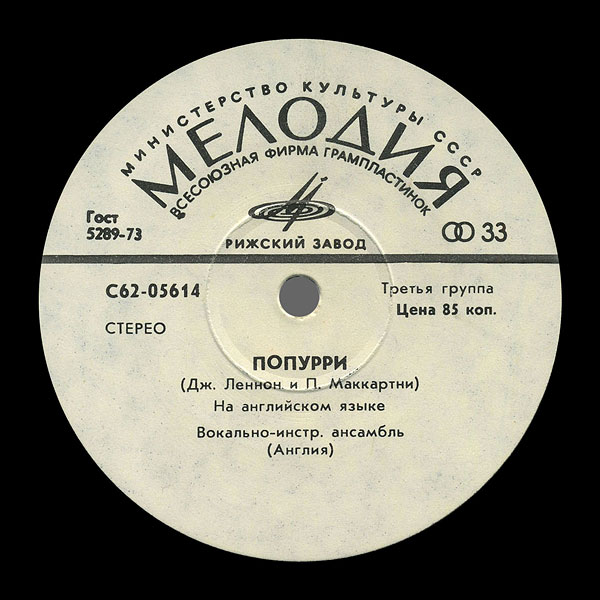 МИНИСТЕРСТВО КУЛЬТУРЫ СССР
МЕЛОДИЯ
ВСЕСОЮЗНАЯ ФИРМА ГРАМПЛАСТИНОК
Гост
5289-73
33
РИЖСКИЙ ЗАВОД
С62-05614
Третья группа
Цена 85 коп.
СТЕРЕО
ПОПУРРИ
(Дж. Леннон и П. Маккартни)
На английском языке
Вокально-инстр. ансамбль
(Англия)